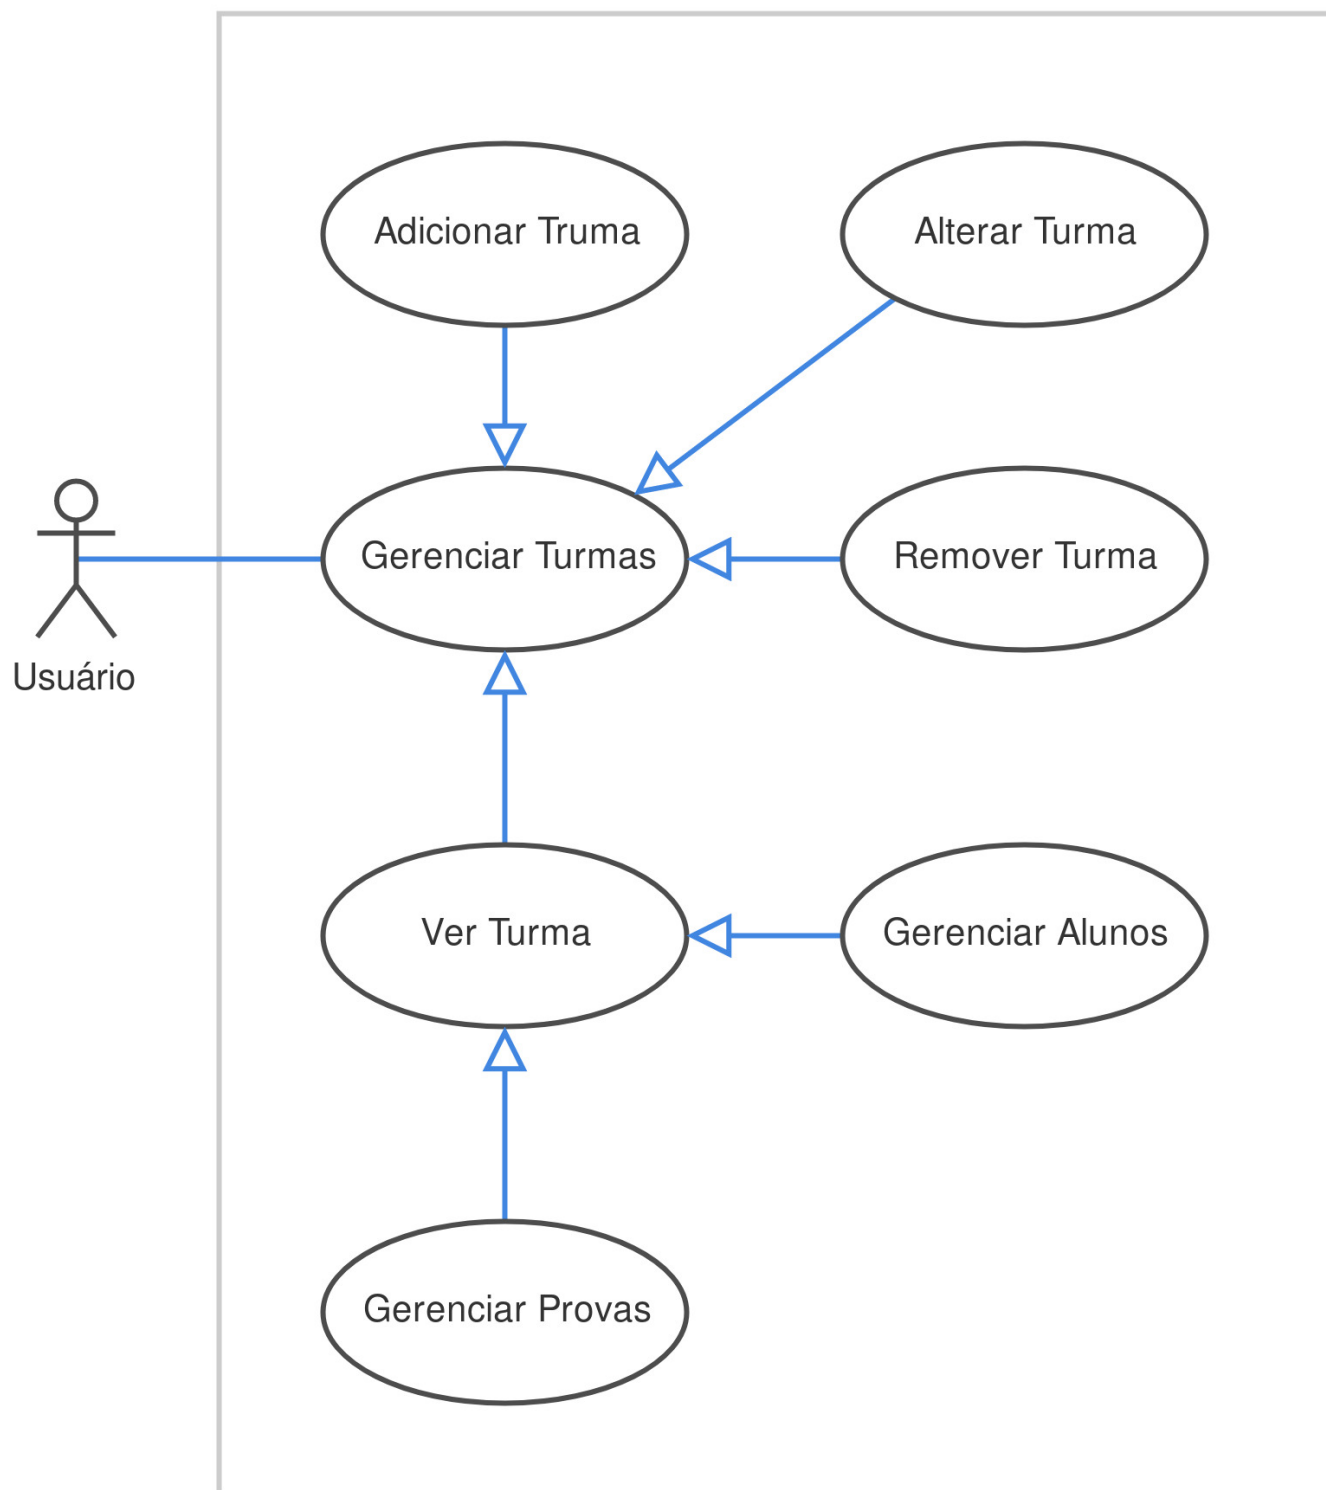 Adicionar Truma
Alterar Turma
Gerenciar Turmas
Remover Turma
Usuário
Ver Turma
Gerenciar Alunos
Gerenciar Provas